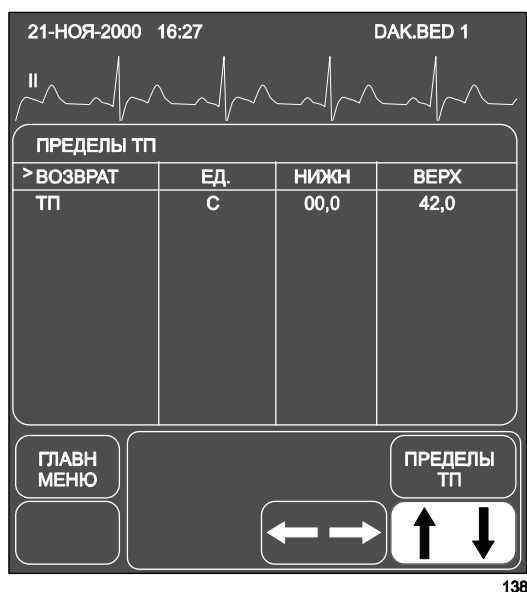 21-НОЯ-2000 16:27 DAK.BED 1
II
ПРЕДЕЛЫ ТП
>ВОЗВРАТ ЕД. НИЖН ВЕРХ
ТП С 00,0 42,0
ГЛАВН
МЕНЮ
ПРЕДЕЛЫ
ТП
138